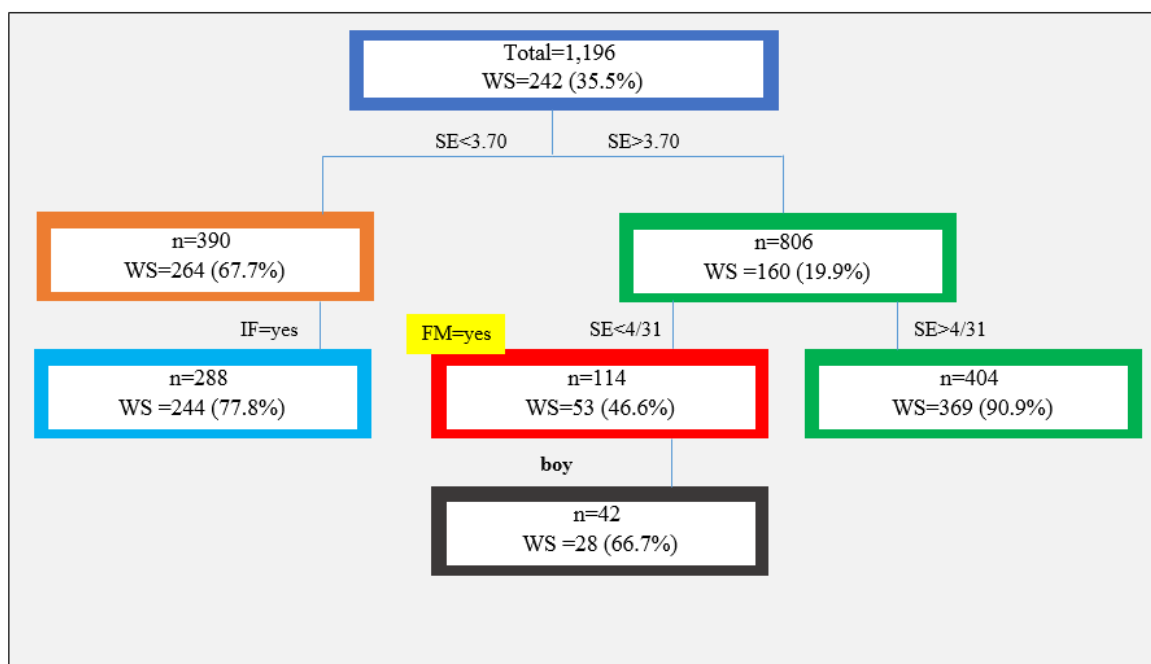 Total=1,196
WS=242 (35.5%)
SE<3.70
SE>3.70
n=390
WS=264 (67.7%)
n=806
WS =160 (19.9%)
IF=yes
FM=yes
SE<4/31
SE>4/31
n=288
WS =244 (77.8%)
n=114
WS=53 (46.6%)
n=404
WS=369 (90.9%)
boy
n=42
WS =28 (66.7%)